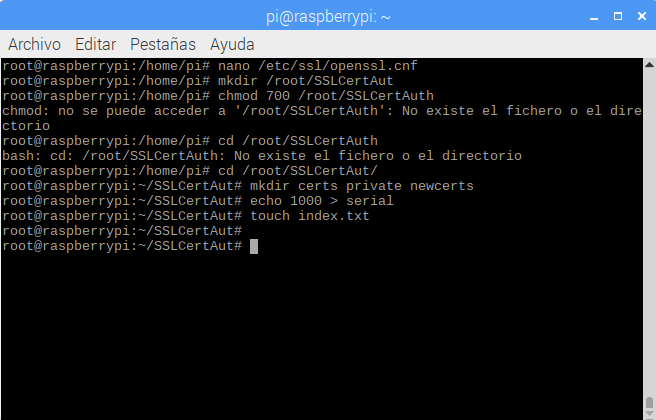 pi@raspberrypi: ~
Archivo Editar Pestañas Ayuda
root@raspberrypi:/home/pi# nano /etc/ssl/openssl.cnf
root@raspberrypi:/home/pi# mkdir /root/SSLCertAut
root@raspberrypi:/home/pi# chmod 700 /root/SSLCertAuth
chmod: no se puede acceder a '/root/SSLCertAuth': No existe el fichero o el dire
ctorio
root@raspberrypi:/home/pi# cd /root/SSLCertAuth
bash: cd: /root/SSLCertAuth: No existe el fichero o el directorio
root@raspberrypi:/home/pi# cd /root/SSLCertAut/
root@raspberrypi:~/SSLCertAut# mkdir certs private newcerts
root@raspberrypi:~/SSLCertAut# echo 1000 > serial
root@raspberrypi:~/SSLCertAut# touch index.txt
root@raspberrypi:~/SSLCertAut#
root@raspberrypi:~/SSLCertAut#